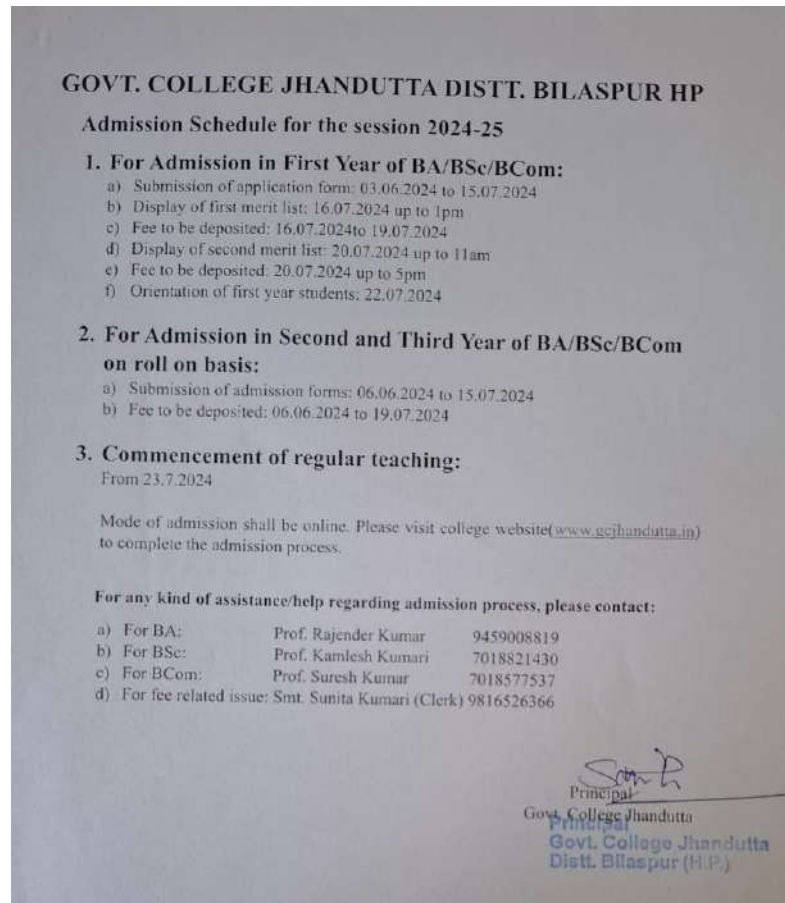 GOVT. COLLEGE JHANDUTTA DISTT. BILASPUR HP
Admission Schedule for the session 2024-25
1. For Admission in First Year of BA/BSc/BCom:
a) Submission of application form: 03.06.2024 to 15.07.2024
b) Display of first merit list: 16.07.2024 up to 1pm
c) Fee to be deposited: 16.07.2024to 19.07.2024
d) Display of second merit list: 20.07.2024 up to 11am
e) Fee to be deposited: 20.07.2024 up to 5pm
f) Orientation of first year students: 22.07.2024
2. For Admission in Second and Third Year of BA/BSc/BCom
on roll on basis:
a) Submission of admission forms: 06.06.2024 to 15.07.2024
b) Fee to be deposited: 06.06.2024 to 19.07.2024
3. Commencement of regular teaching:
From 23.7.2024
Mode of admission shall be online. Please visit college website(www.gcjhandutta.in)
to complete the admission process.
For any kind of assistance/help regarding admission process, please contact:
a) For BA: Prof. Rajender Kumar 9459008819
b) For BSc: Prof. Kamlesh Kumari 7018821430
c) For BCom: Prof. Suresh Kumar 7018577537
d) For fee related issue: Smt. Sunita Kumari (Clerk) 9816526366
Principal
Govt. College Jhandutta
Principal
Govt. College Jhandutta
Distt. Bilaspur (H.P.)